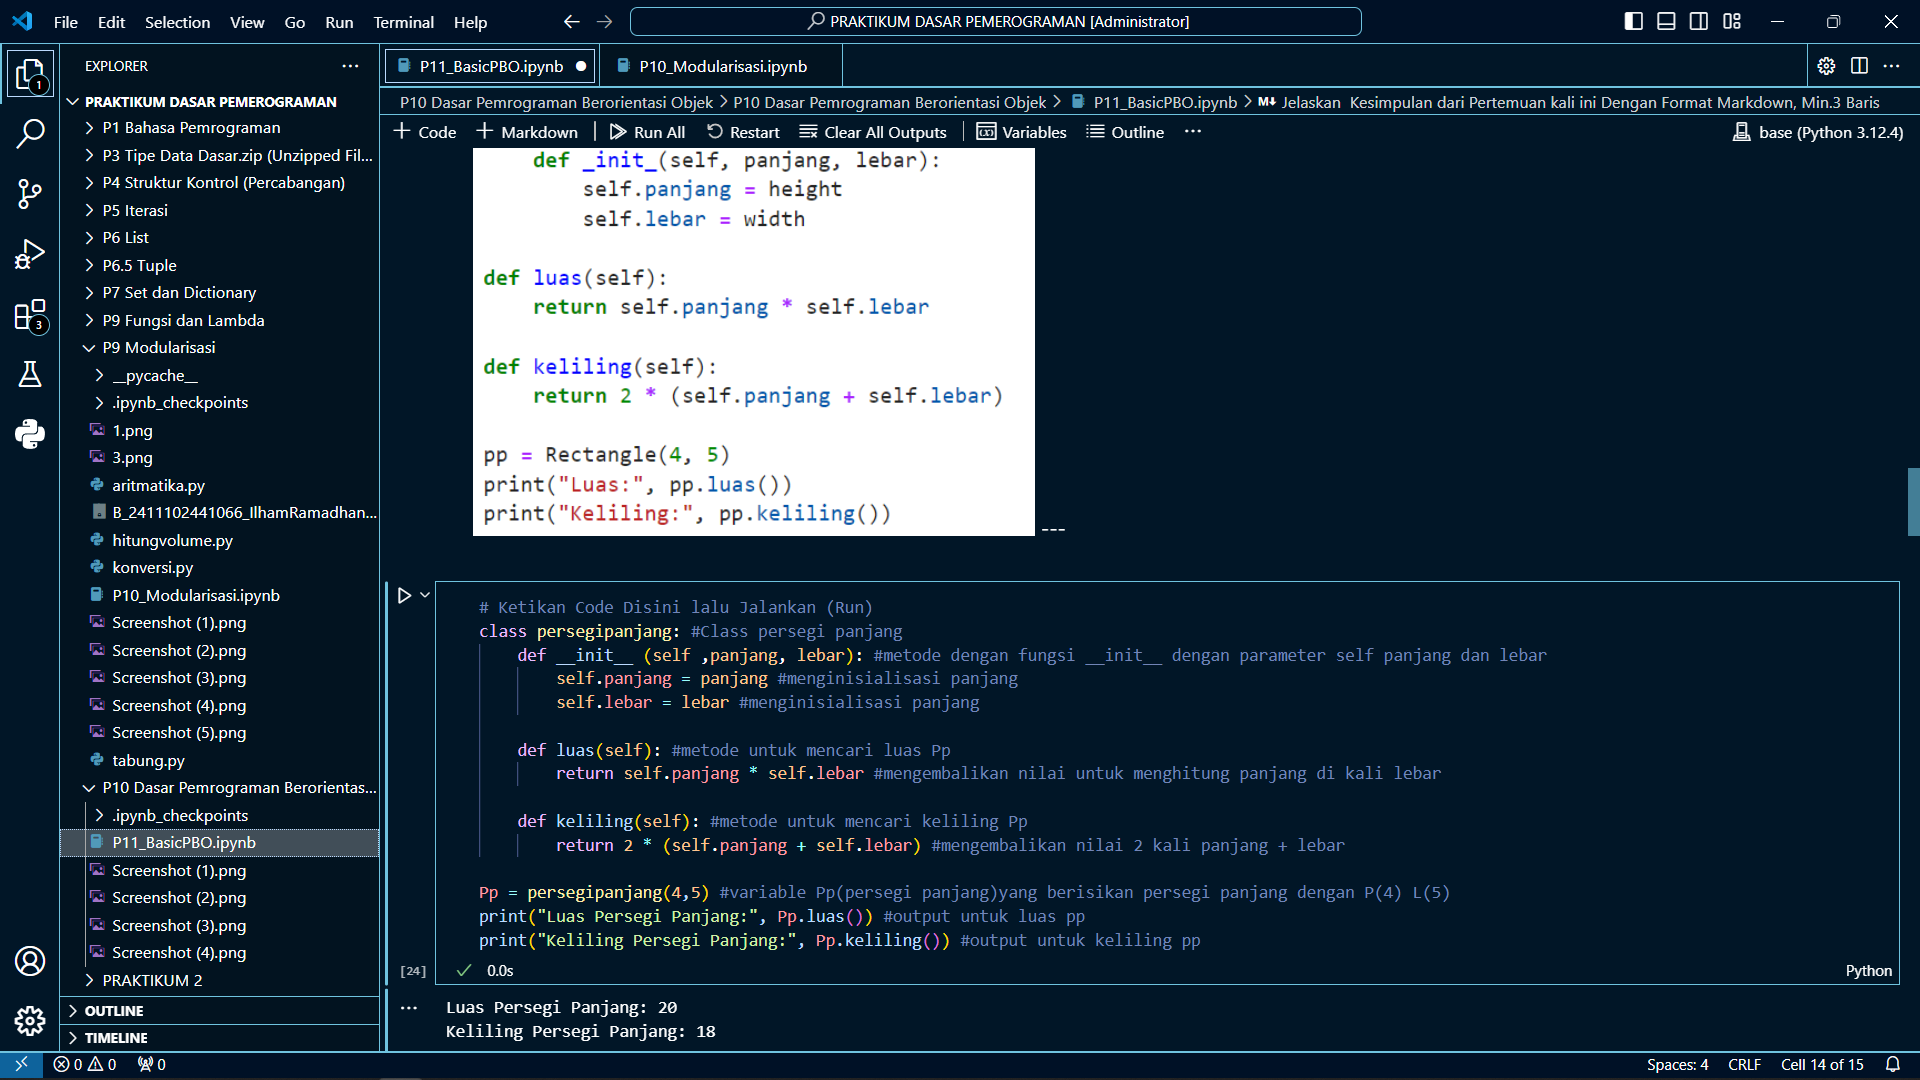 File Edit Selection View Go Run Terminal Help
PRAKTIKUM DASAR PEMEROGRAMAN [Administrator]
EXPLORER
PRAKTIKUM DASAR PEMEROGRAMAN
P1 Bahasa Pemrograman
P3 Tipe Data Dasar.zip (Unzipped Fil...
P4 Struktur Kontrol (Percabangan)
P5 Iterasi
P6 List
P6.5 Tuple
P7 Set dan Dictionary
P9 Fungsi dan Lambda
P9 Modularisasi
__pycache__
.ipynb_checkpoints
1.png
3.png
aritmatika.py
B_2411102441066_IlhamRamadhan...
hitungvolume.py
konversi.py
P10_Modularisasi.ipynb
Screenshot (1).png
Screenshot (2).png
Screenshot (3).png
Screenshot (4).png
Screenshot (5).png
tabung.py
P10 Dasar Pemrograman Berorientas...
.ipynb_checkpoints
P11_BasicPBO.ipynb
Screenshot (1).png
Screenshot (2).png
Screenshot (3).png
Screenshot (4).png
PRAKTIKUM 2
OUTLINE
TIMELINE
1
3
P11_BasicPBO.ipynb
P10_Modularisasi.ipynb
P10 Dasar Pemrograman Berorientasi Objek > P10 Dasar Pemrograman Berorientasi Objek > P11_BasicPBO.ipynb > M↓ Jelaskan Kesimpulan dari Pertemuan kali ini Dengan Format Markdown, Min.3 Baris
+ Code + Markdown | Run All Restart Clear All Outputs | Variables Outline ...
base (Python 3.12.4)
def _init_(self, panjang, lebar):
self.panjang = height
self.lebar = width
def luas(self):
return self.panjang * self.lebar
def keliling(self):
return 2 * (self.panjang + self.lebar)
pp = Rectangle(4, 5)
print("Luas:", pp.luas())
print("Keliling:", pp.keliling())
---
# Ketikan Code Disini lalu Jalankan (Run)
class persegipanjang: #Class persegi panjang
def __init__ (self ,panjang, lebar): #metode dengan fungsi __init__ dengan parameter self panjang dan lebar
self.panjang = panjang #menginisialisasi panjang
self.lebar = lebar #menginisialisasi panjang
def luas(self): #metode untuk mencari luas Pp
return self.panjang * self.lebar #mengembalikan nilai untuk menghitung panjang di kali lebar
def keliling(self): #metode untuk mencari keliling Pp
return 2 * (self.panjang + self.lebar) #mengembalikan nilai 2 kali panjang + lebar
Pp = persegipanjang(4,5) #variable Pp(persegi panjang)yang berisikan persegi panjang dengan P(4) L(5)
print("Luas Persegi Panjang:", Pp.luas()) #output untuk luas pp
print("Keliling Persegi Panjang:", Pp.keliling()) #output untuk keliling pp
[24] 0.0s
Python
Luas Persegi Panjang: 20
Keliling Persegi Panjang: 18
0 0 0
Spaces: 4 CRLF Cell 14 of 15